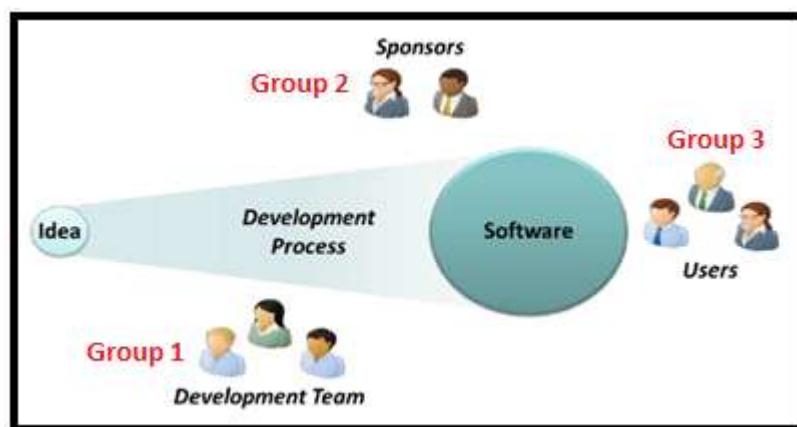 Sponsors
Group 2
Group 3
Idea
Development
Process
Software
Users
Group 1
Development Team